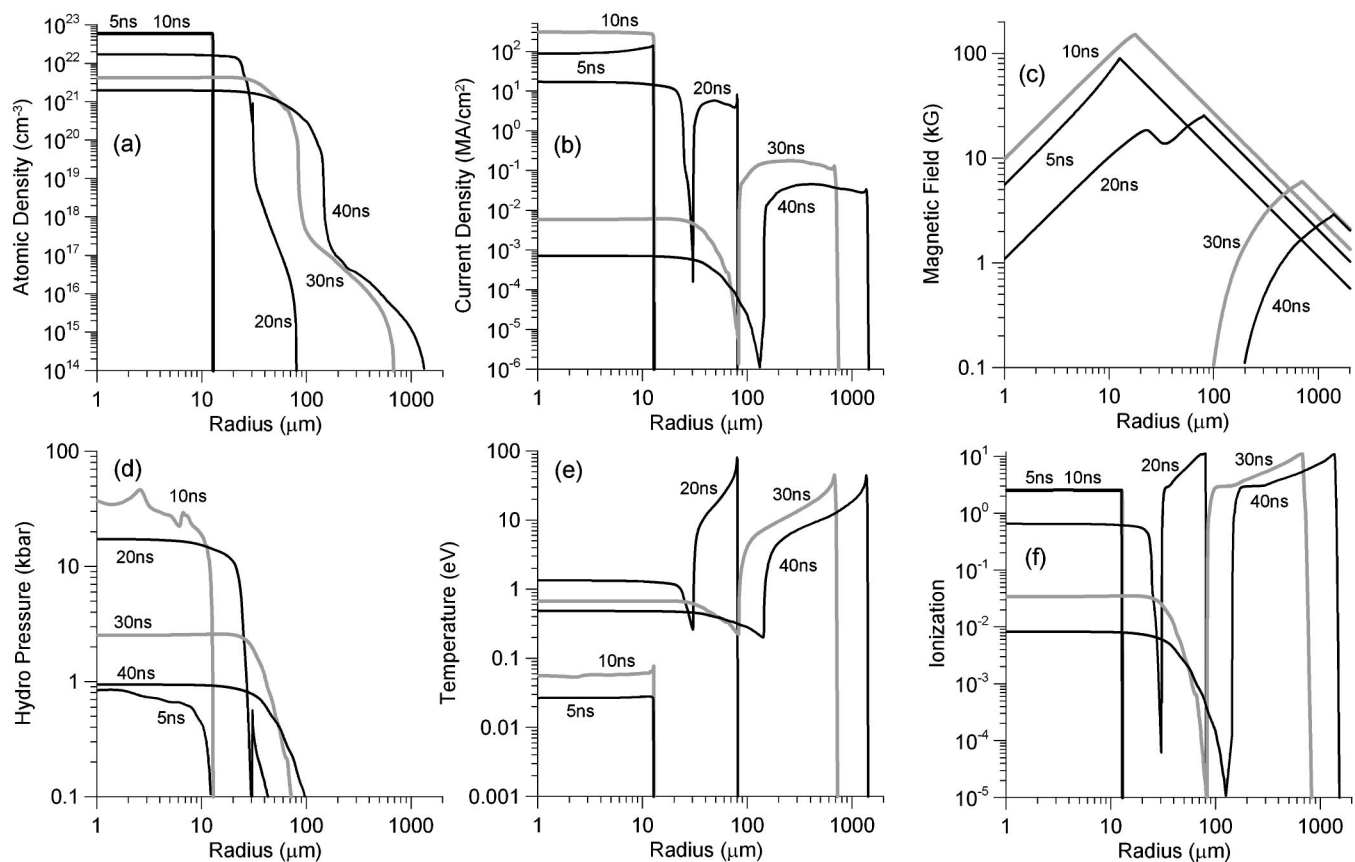 10^23
10^22
10^21
10^20
10^19
10^18
10^17
10^16
10^15
10^14
Atomic Density (cm^-3)
5ns 10ns
(a)
40ns
30ns
20ns
1 10 100 1000
Radius (μm)
10^2
10^1
10^0
10^-1
10^-2
10^-3
10^-4
10^-5
10^-6
Current Density (MA/cm^2)
10ns
5ns
20ns
(b)
30ns
40ns
1 10 100 1000
Radius (μm)
100
10
1
0.1
Magnetic Field (kG)
(c)
10ns
5ns
20ns
30ns
40ns
1 10 100 1000
Radius (μm)
100
10
1
0.1
Hydro Pressure (kbar)
(d)
10ns
20ns
30ns
40ns
5ns
1 10 100 1000
Radius (μm)
100
10
1
0.1
0.01
0.001
Temperature (eV)
(e)
20ns
30ns
40ns
10ns
5ns
1 10 100 1000
Radius (μm)
10^1
10^0
10^-1
10^-2
10^-3
10^-4
10^-5
Ionization
5ns 10ns
20ns
30ns
40ns
(f)
1 10 100 1000
Radius (μm)